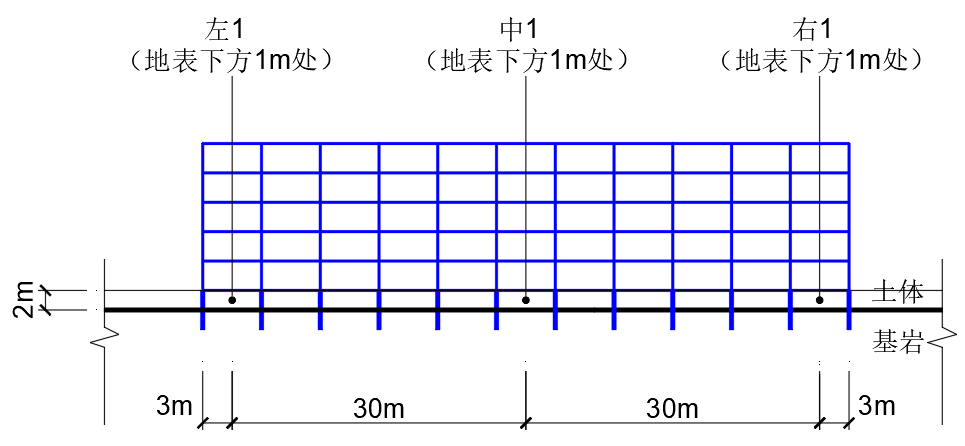 左1
（地表下方1m处）
中1
（地表下方1m处）
右1
（地表下方1m处）
2m
土体
基岩
3m
30m
30m
3m